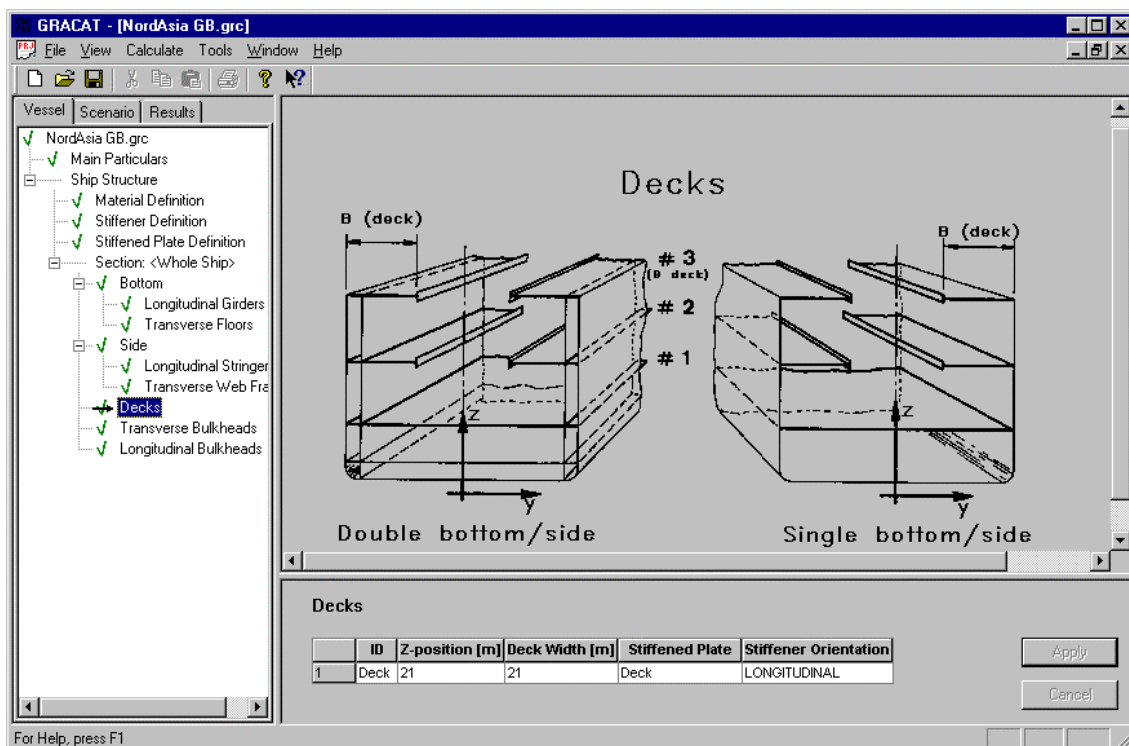 GRACAT - [NordAsia GB.grc]
File View Calculate Tools Window Help
Vessel Scenario Results
NordAsia GB.grc
Main Particulars
Ship Structure
Material Definition
Stiffener Definition
Stiffened Plate Definition
Section: <Whole Ship>
Bottom
Longitudinal Girders
Transverse Floors
Side
Longitudinal Stringer
Transverse Web Fra
Decks
Transverse Bulkheads
Longitudinal Bulkheads
Decks
B (deck)
B (deck)
# 3
(B deck)
# 2
# 1
z
z
y
y
Double bottom/side
Single bottom/side
Decks
ID Z-position [m] Deck Width [m] Stiffened Plate Stiffener Orientation
1 Deck 21 21 Deck LONGITUDINAL
Apply
Cancel
For Help, press F1